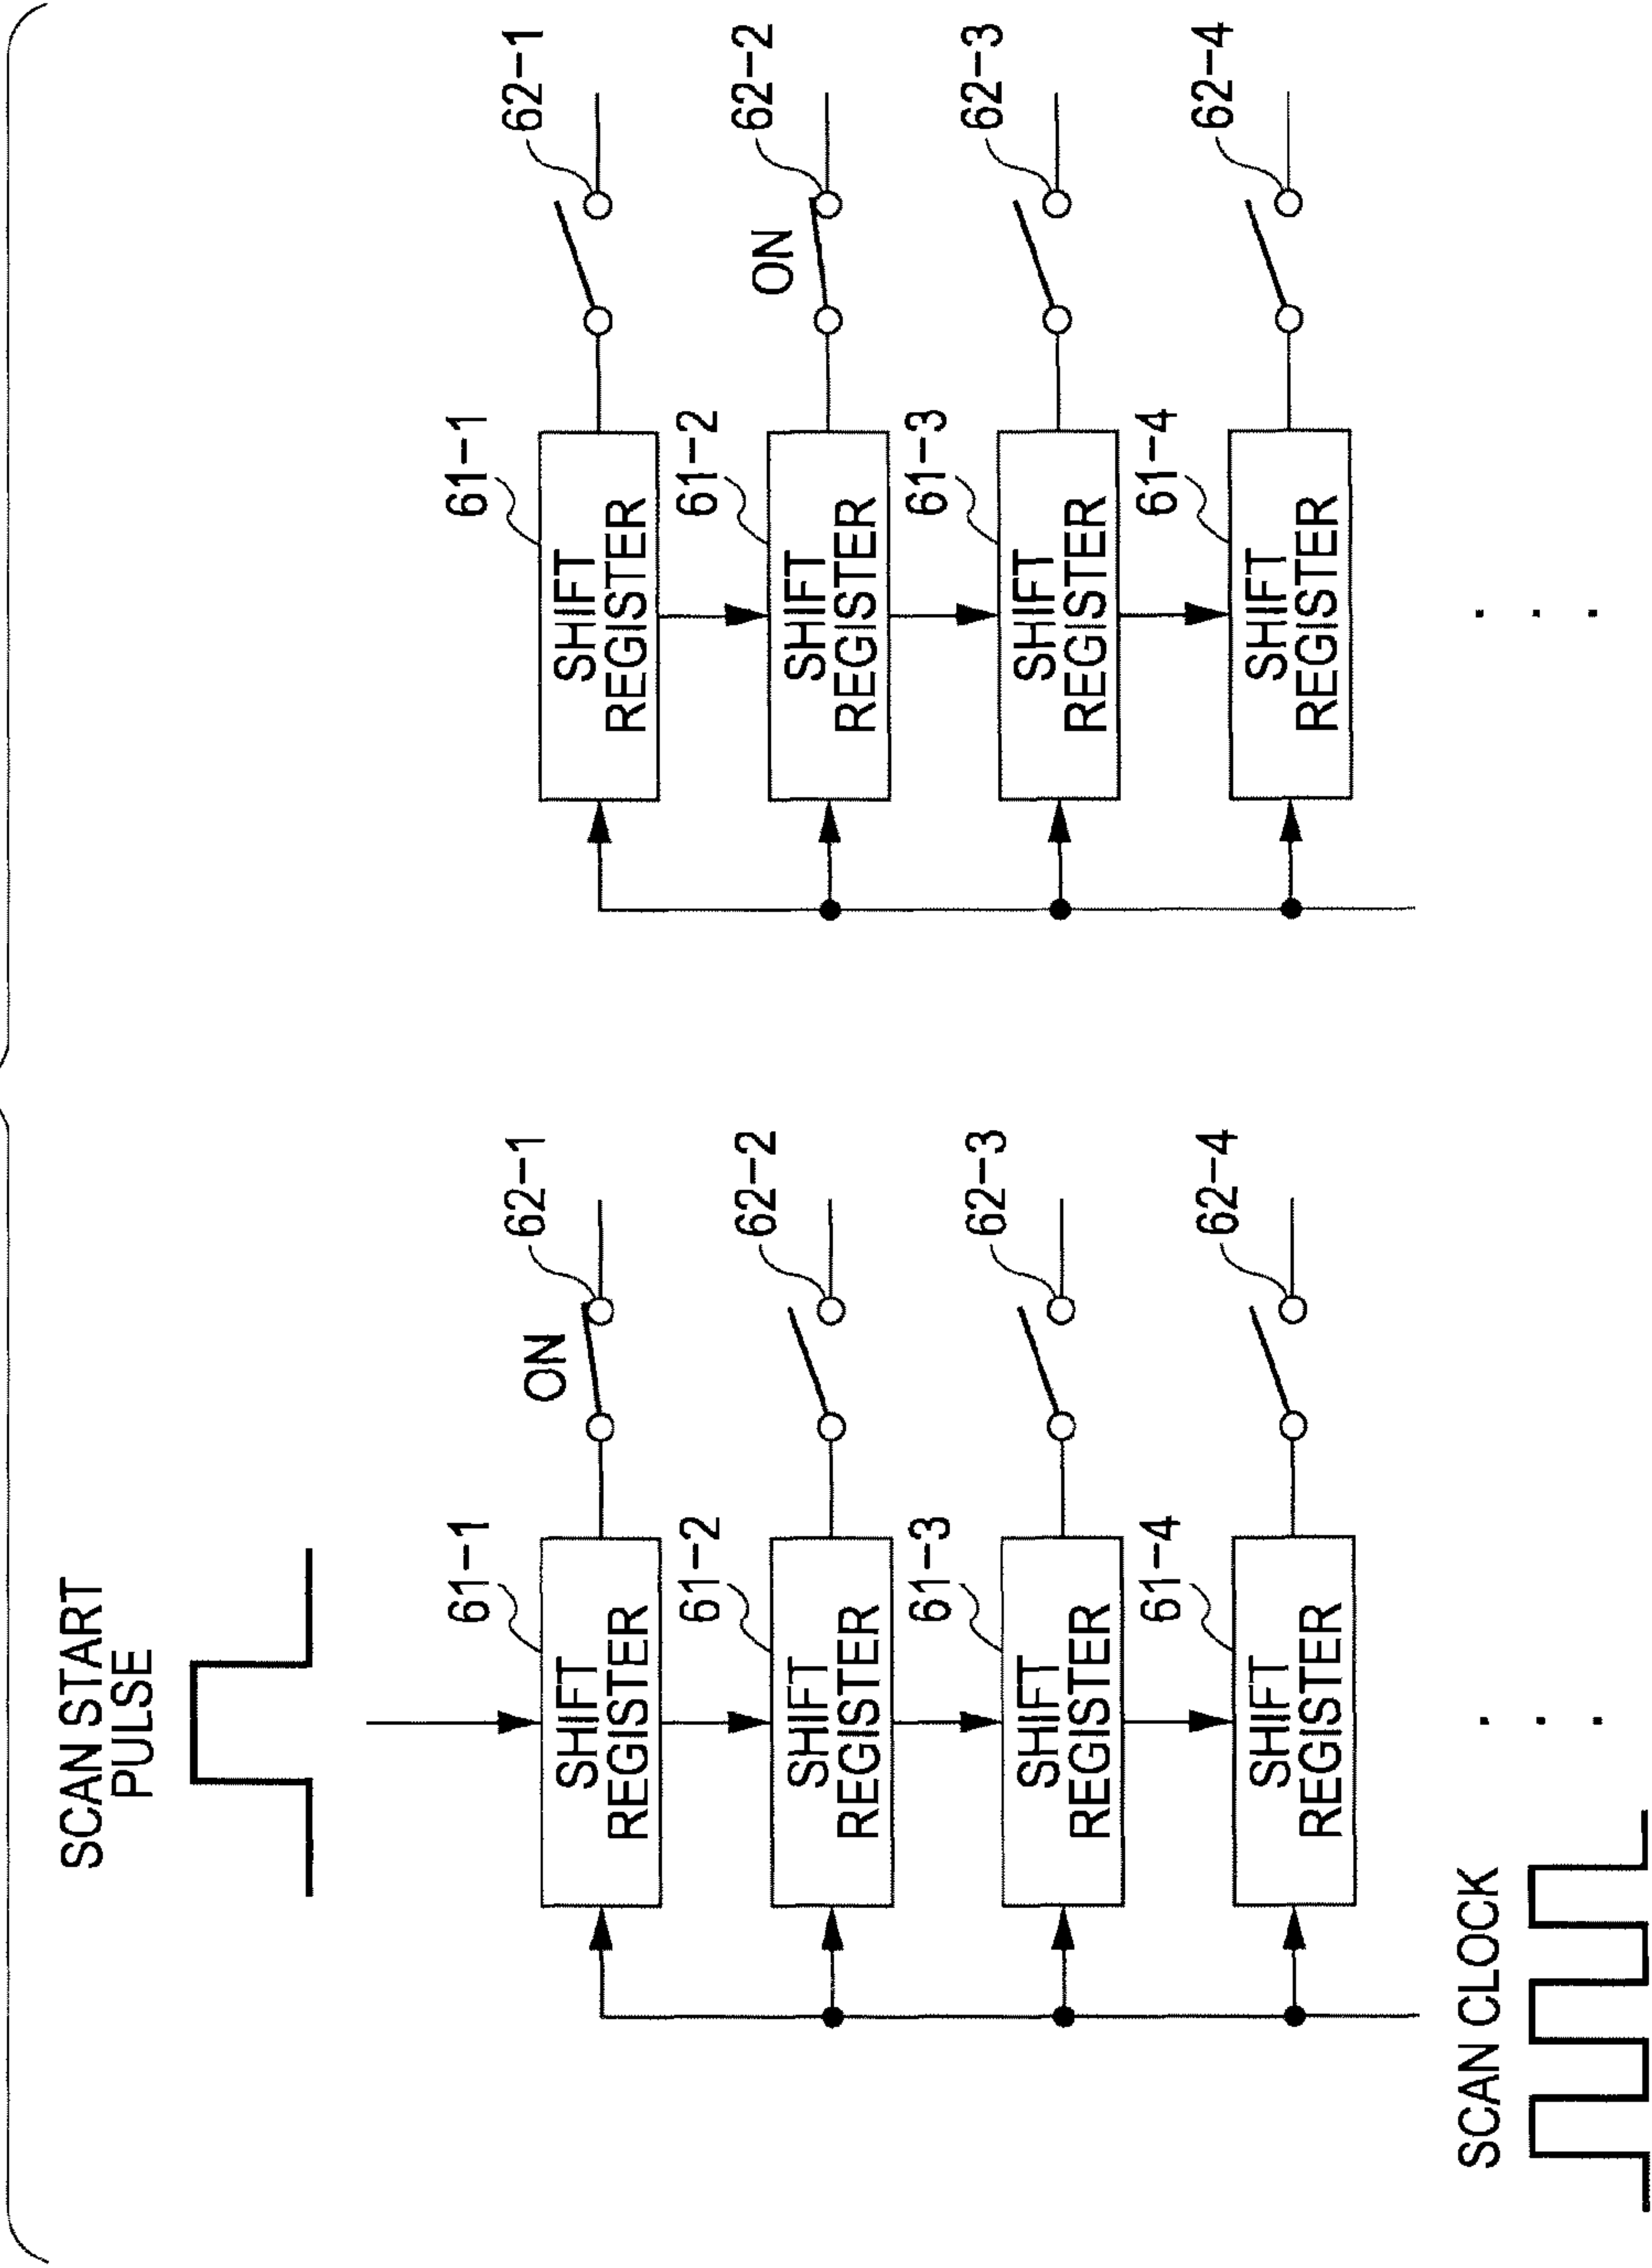 SCAN START
PULSE
61-1
SHIFT
REGISTER
ON
62-1
61-2
SHIFT
REGISTER
62-2
61-3
SHIFT
REGISTER
62-3
61-4
SHIFT
REGISTER
62-4
. . .
SCAN CLOCK
61-1
SHIFT
REGISTER
62-1
61-2
SHIFT
REGISTER
ON
62-2
61-3
SHIFT
REGISTER
62-3
61-4
SHIFT
REGISTER
62-4
. . .